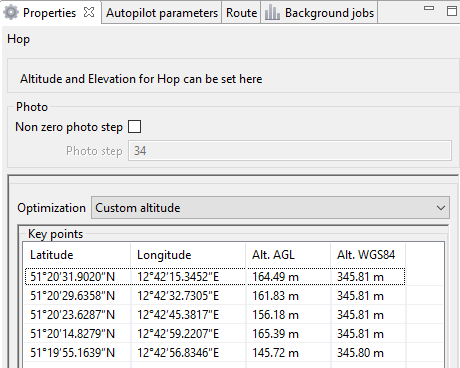 Properties Autopilot parameters Route Background jobs
Hop
Altitude and Elevation for Hop can be set here
Photo
Non zero photo step
Photo step 34
Optimization Custom altitude
Key points
Latitude Longitude Alt. AGL Alt. WGS84
51°20'31.9020"N 12°42'15.3452"E 164.49 m 345.81 m
51°20'29.6358"N 12°42'32.7305"E 161.83 m 345.81 m
51°20'23.6287"N 12°42'45.3817"E 156.18 m 345.81 m
51°20'14.8279"N 12°42'59.2207"E 165.39 m 345.81 m
51°19'55.1639"N 12°42'56.8346"E 145.72 m 345.80 m